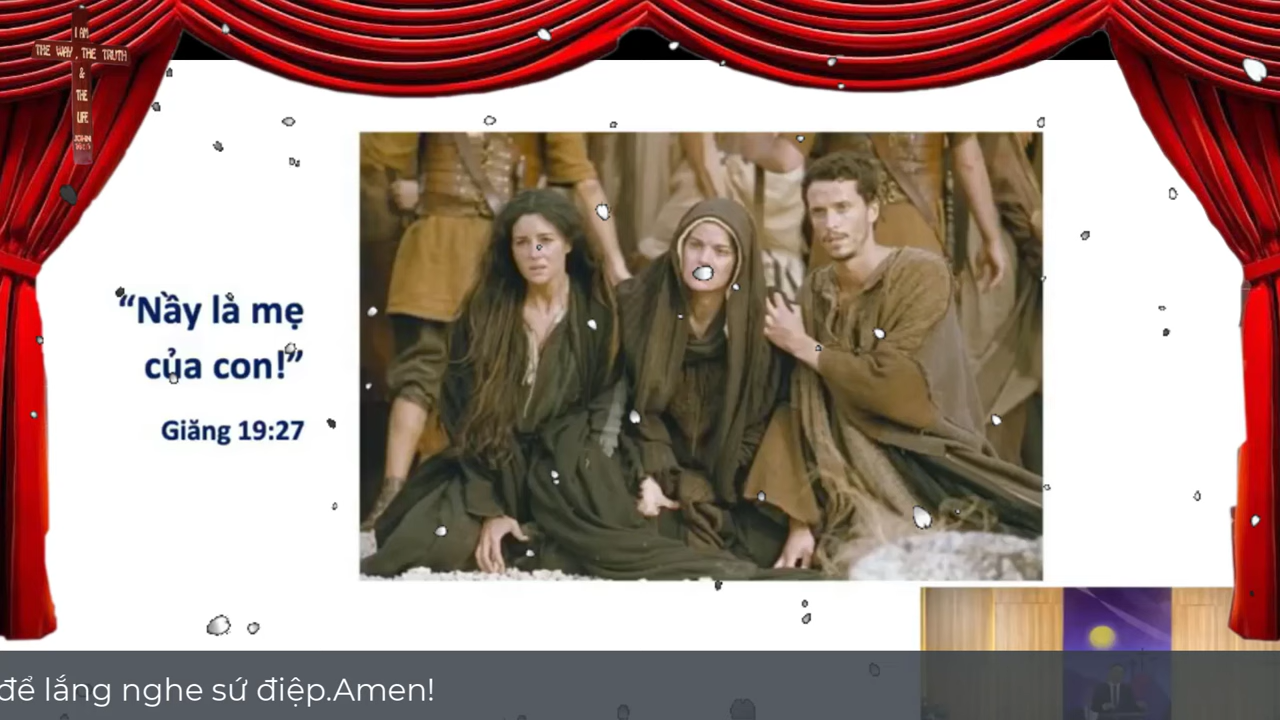 I AM
THE WAY, THE TRUTH
&
THE
LIFE
JOHN
“Nầy là mẹ
của con!”
Giăng 19:27
để lắng nghe sứ điệp.Amen!